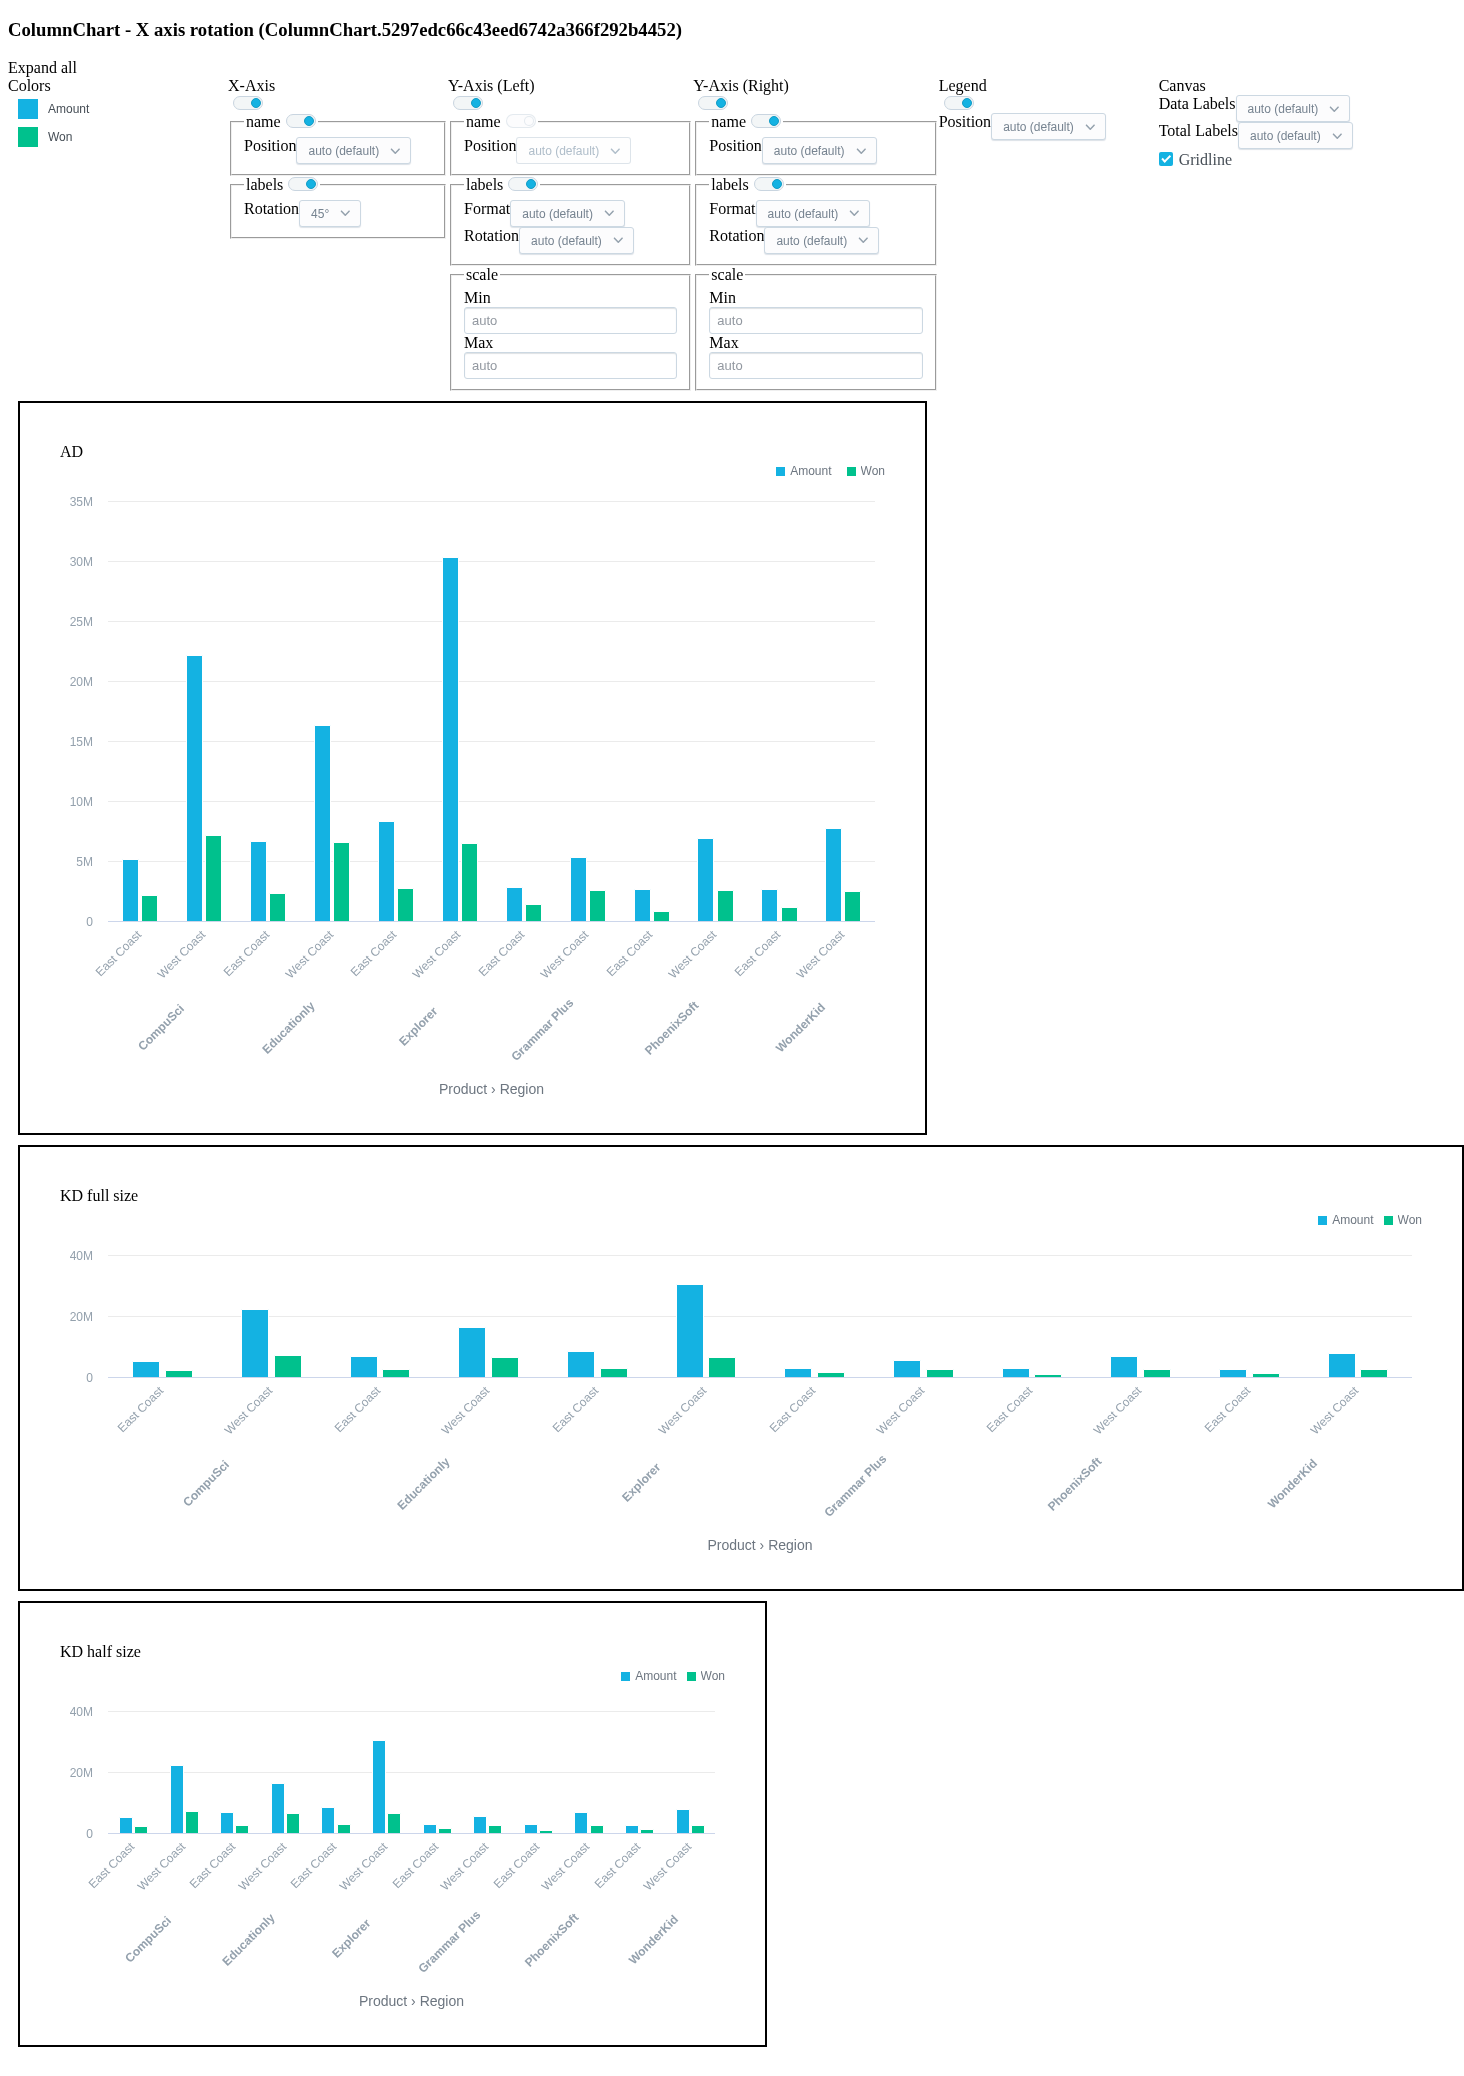 ColumnChart - X axis rotation (ColumnChart.5297edc66c43eed6742a366f292b4452)
Expand all
Colors
Amount
Won
X-Axis
name
Position auto (default)
labels
Rotation 45°
Y-Axis (Left)
name
Position auto (default)
labels
Format auto (default)
Rotation auto (default)
scale
Min
auto
Max
auto
Y-Axis (Right)
name
Position auto (default)
labels
Format auto (default)
Rotation auto (default)
scale
Min
auto
Max
auto
Legend
Position auto (default)
Canvas
Data Labels auto (default)
Total Labels auto (default)
Gridline
AD
Amount Won
35M
30M
25M
20M
15M
10M
5M
0
East Coast West Coast East Coast West Coast East Coast West Coast East Coast West Coast East Coast West Coast East Coast West Coast
CompuSci Educationly Explorer Grammar Plus PhoenixSoft WonderKid
Product › Region
KD full size
Amount Won
40M
20M
0
East Coast West Coast East Coast West Coast East Coast West Coast East Coast West Coast East Coast West Coast East Coast West Coast
CompuSci Educationly Explorer Grammar Plus PhoenixSoft WonderKid
Product › Region
KD half size
Amount Won
40M
20M
0
East Coast West Coast East Coast West Coast East Coast West Coast East Coast West Coast East Coast West Coast East Coast West Coast
CompuSci Educationly Explorer Grammar Plus PhoenixSoft WonderKid
Product › Region